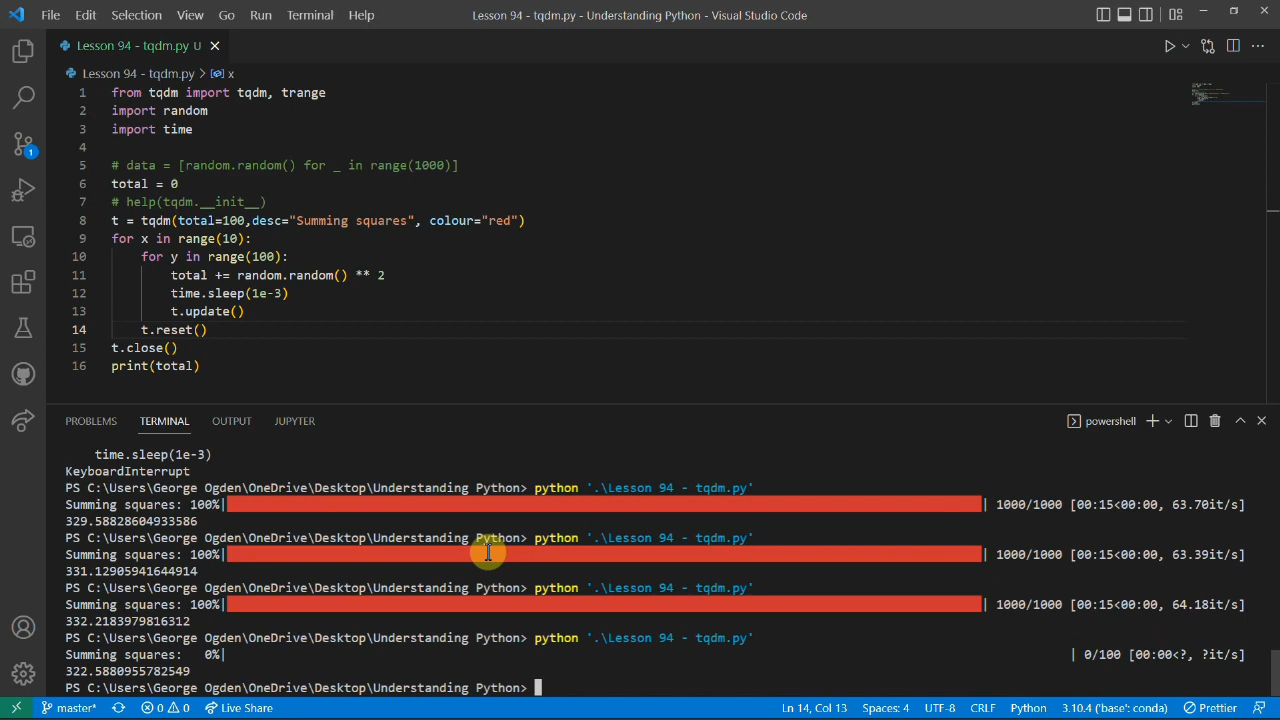 File Edit Selection View Go Run Terminal Help Lesson 94 - tqdm.py - Understanding Python - Visual Studio Code
Lesson 94 - tqdm.py U
Lesson 94 - tqdm.py > x
1 from tqdm import tqdm, trange
2 import random
3 import time
4
5 # data = [random.random() for _ in range(1000)]
6 total = 0
7 # help(tqdm.__init__)
8 t = tqdm(total=100,desc="Summing squares", colour="red")
9 for x in range(10):
10 for y in range(100):
11 total += random.random() ** 2
12 time.sleep(1e-3)
13 t.update()
14 t.reset()
15 t.close()
16 print(total)
PROBLEMS TERMINAL OUTPUT JUPYTER powershell
time.sleep(1e-3)
KeyboardInterrupt
PS C:\Users\George Ogden\OneDrive\Desktop\Understanding Python> python '.\Lesson 94 - tqdm.py'
Summing squares: 100%| | 1000/1000 [00:15<00:00, 63.70it/s]
329.58828604933586
PS C:\Users\George Ogden\OneDrive\Desktop\Understanding Python> python '.\Lesson 94 - tqdm.py'
Summing squares: 100%| | 1000/1000 [00:15<00:00, 63.39it/s]
331.12905941644914
PS C:\Users\George Ogden\OneDrive\Desktop\Understanding Python> python '.\Lesson 94 - tqdm.py'
Summing squares: 100%| | 1000/1000 [00:15<00:00, 64.18it/s]
332.2183979816312
PS C:\Users\George Ogden\OneDrive\Desktop\Understanding Python> python '.\Lesson 94 - tqdm.py'
Summing squares: 0%| | 0/100 [00:00<?, ?it/s]
322.5880955782549
PS C:\Users\George Ogden\OneDrive\Desktop\Understanding Python>
1
master* 0 0 Live Share Ln 14, Col 13 Spaces: 4 UTF-8 CRLF Python 3.10.4 ('base': conda) Prettier